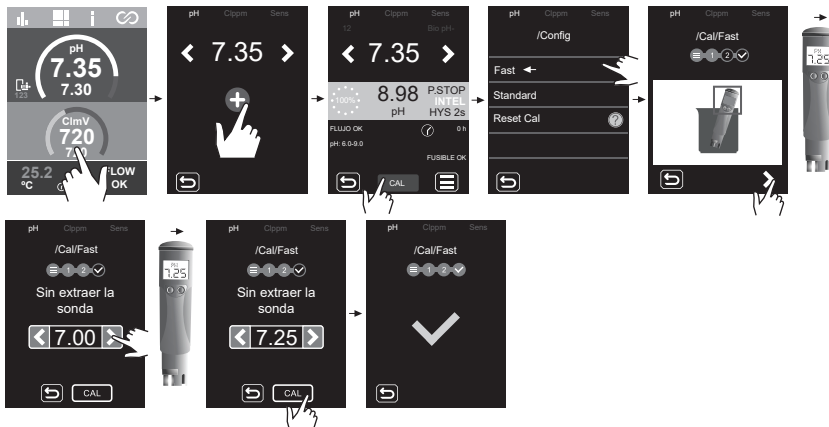 pH
7.35
7.30
123
ClmV
720
25.2
°C
FLOW
OK
pH Clppm Sens
7.35
pH Clppm Sens
12 Bio pH-
7.35
100%
8.98
pH
P.STOP
INTEL
HYS 2s
FLUJO OK
0 h
pH: 6.0-9.0
FUSIBLE OK
CAL
pH Clppm Sens
/Config
Fast
Standard
Reset Cal ?
pH Clppm Sens
/Cal/Fast
1 2
PH
7.25
pH Clppm Sens
/Cal/Fast
1 2
Sin extraer la
sonda
7.00
CAL
PH
7.25
pH Clppm Sens
/Cal/Fast
1 2
Sin extraer la
sonda
7.25
CAL
pH Clppm Sens
/Cal/Fast
1 2